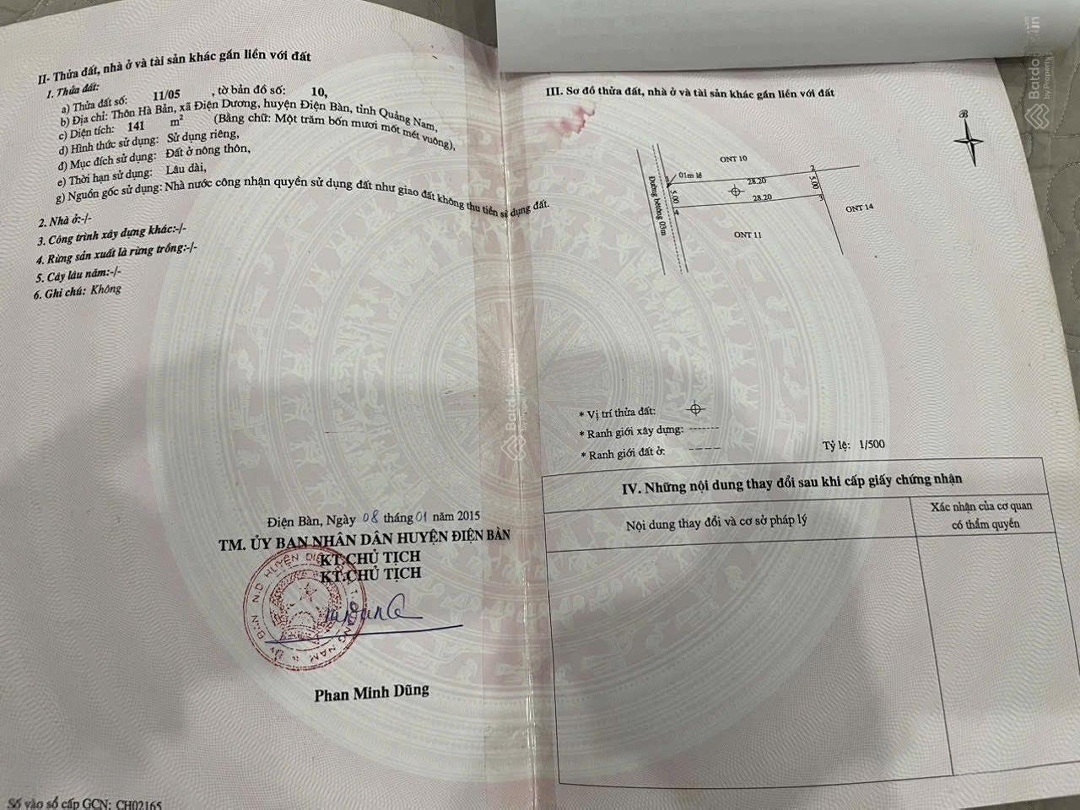 II- Thửa đất, nhà ở và tài sản khác gắn liền với đất
1. Thửa đất:
a) Thửa đất số: 11/05 , tờ bản đồ số: 10,
b) Địa chỉ: Thôn Hà Bản, xã Điện Dương, huyện Điện Bàn, tỉnh Quảng Nam,
c) Diện tích: 141 m² (Bằng chữ: Một trăm bốn mươi mốt mét vuông),
d) Hình thức sử dụng: Sử dụng riêng,
đ) Mục đích sử dụng: Đất ở nông thôn,
e) Thời hạn sử dụng: Lâu dài,
g) Nguồn gốc sử dụng: Nhà nước công nhận quyền sử dụng đất như giao đất không thu tiền sử dụng đất.
2. Nhà ở:-/-
3. Công trình xây dựng khác:-/-
4. Rừng sản xuất là rừng trồng:-/-
5. Cây lâu năm:-/-
6. Ghi chú: Không
Điện Bàn, Ngày 08 tháng 01 năm 2015
TM. ỦY BAN NHÂN DÂN HUYỆN ĐIỆN BÀN
KT.CHỦ TỊCH
KT.CHỦ TỊCH
Phan Minh Dũng
Số vào sổ cấp GCN: CH02165
III. Sơ đồ thửa đất, nhà ở và tài sản khác gắn liền với đất
B
ONT 10
01m lề
Đường bêtông 03m
28.20
2
5.00
5.00
28.20
3
4
ONT 14
ONT 11
* Vị trí thửa đất:
* Ranh giới xây dựng:
* Ranh giới đất ở:
Tỷ lệ: 1/500
IV. Những nội dung thay đổi sau khi cấp giấy chứng nhận
Nội dung thay đổi và cơ sở pháp lý
Xác nhận của cơ quan
có thẩm quyền
Batdongsan
by PropertyGuru